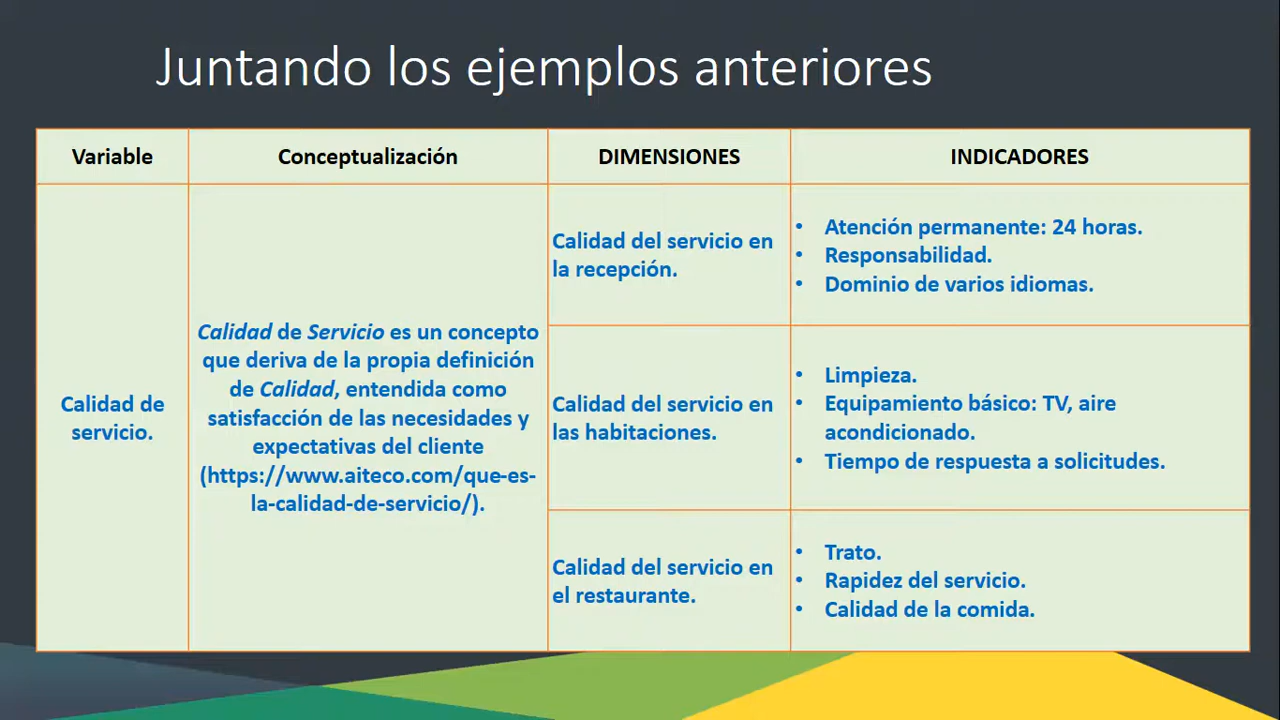 Juntando los ejemplos anteriores
Variable
Conceptualización
DIMENSIONES
INDICADORES
Calidad de
servicio.
Calidad de Servicio es un concepto
que deriva de la propia definición
de Calidad, entendida como
satisfacción de las necesidades y
expectativas del cliente
(https://www.aiteco.com/que-es-
la-calidad-de-servicio/).
Calidad del servicio en
la recepción.
• Atención permanente: 24 horas.
• Responsabilidad.
• Dominio de varios idiomas.
Calidad del servicio en
las habitaciones.
• Limpieza.
• Equipamiento básico: TV, aire
acondicionado.
• Tiempo de respuesta a solicitudes.
Calidad del servicio en
el restaurante.
• Trato.
• Rapidez del servicio.
• Calidad de la comida.